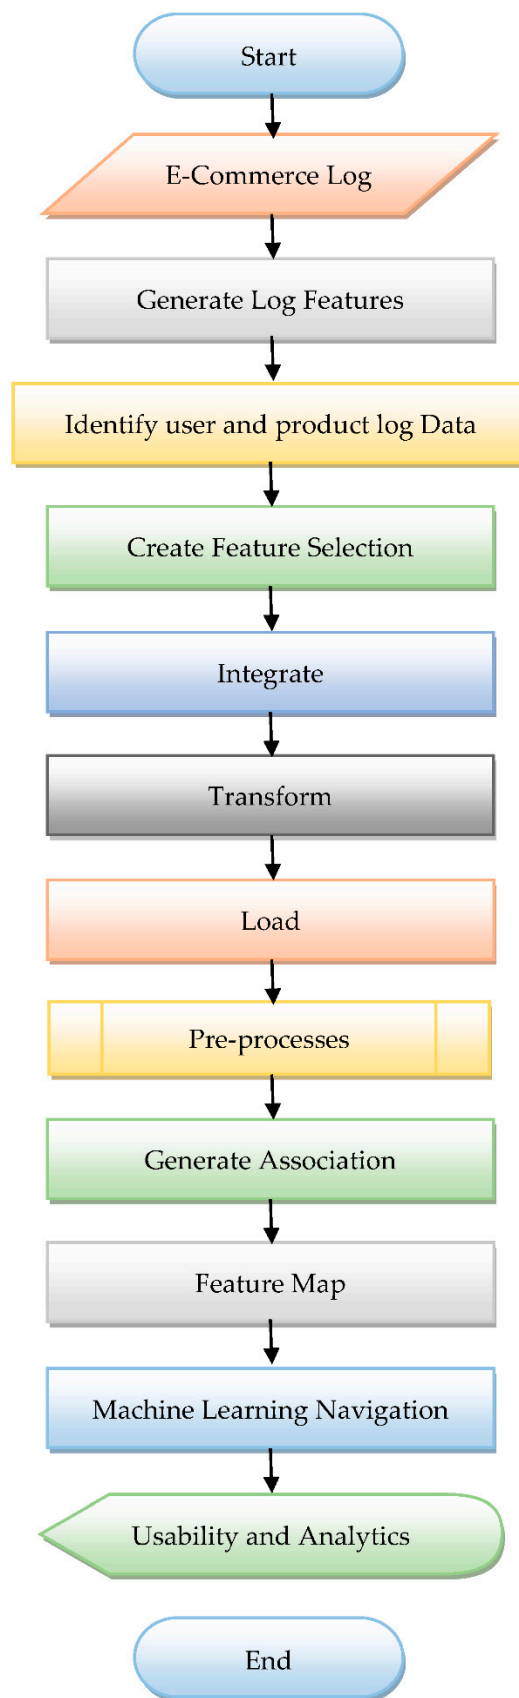 Start
E-Commerce Log
Generate Log Features
Identify user and product log Data
Create Feature Selection
Integrate
Transform
Load
Pre-processes
Generate Association
Feature Map
Machine Learning Navigation
Usability and Analytics
End